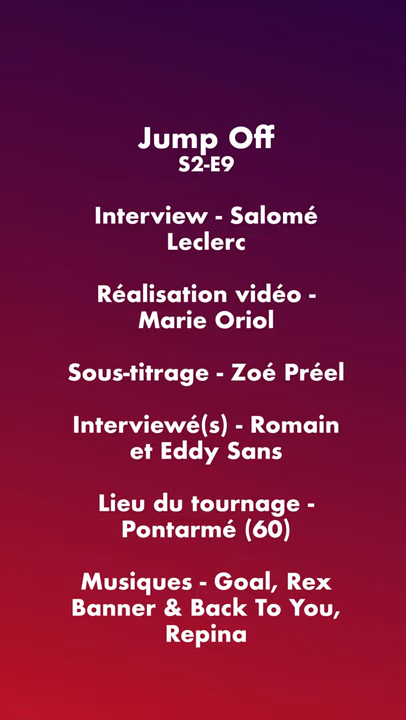 Jump Off
S2-E9
Interview - Salomé
Leclerc
Réalisation vidéo -
Marie Oriol
Sous-titrage - Zoé Préel
Interviewé(s) - Romain
et Eddy Sans
Lieu du tournage -
Pontarmé (60)
Musiques - Goal, Rex
Banner & Back To You,
Repina